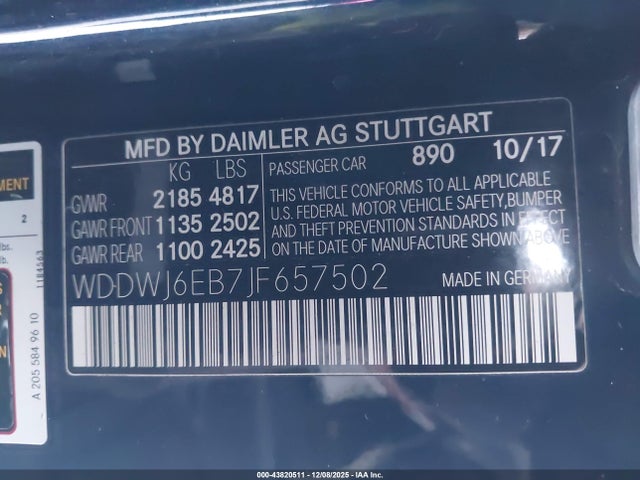 MFD BY DAIMLER AG STUTTGART
KG LBS PASSENGER CAR 890 10/17
GVWR 2185 4817
GAWR FRONT 1135 2502
GAWR REAR 1100 2425
THIS VEHICLE CONFORMS TO ALL APPLICABLE
U.S. FEDERAL MOTOR VEHICLE SAFETY, BUMPER
AND THEFT PREVENTION STANDARDS IN EFFECT
ON THE DATE OF MANUFACTURE SHOWN ABOVE.
WDDWJ6EB7JF657502 MADE IN GERMANY
2
lbs.
1184563
A 205 584 96 10
000-43820511 - 12/08/2025 - IAA Inc.